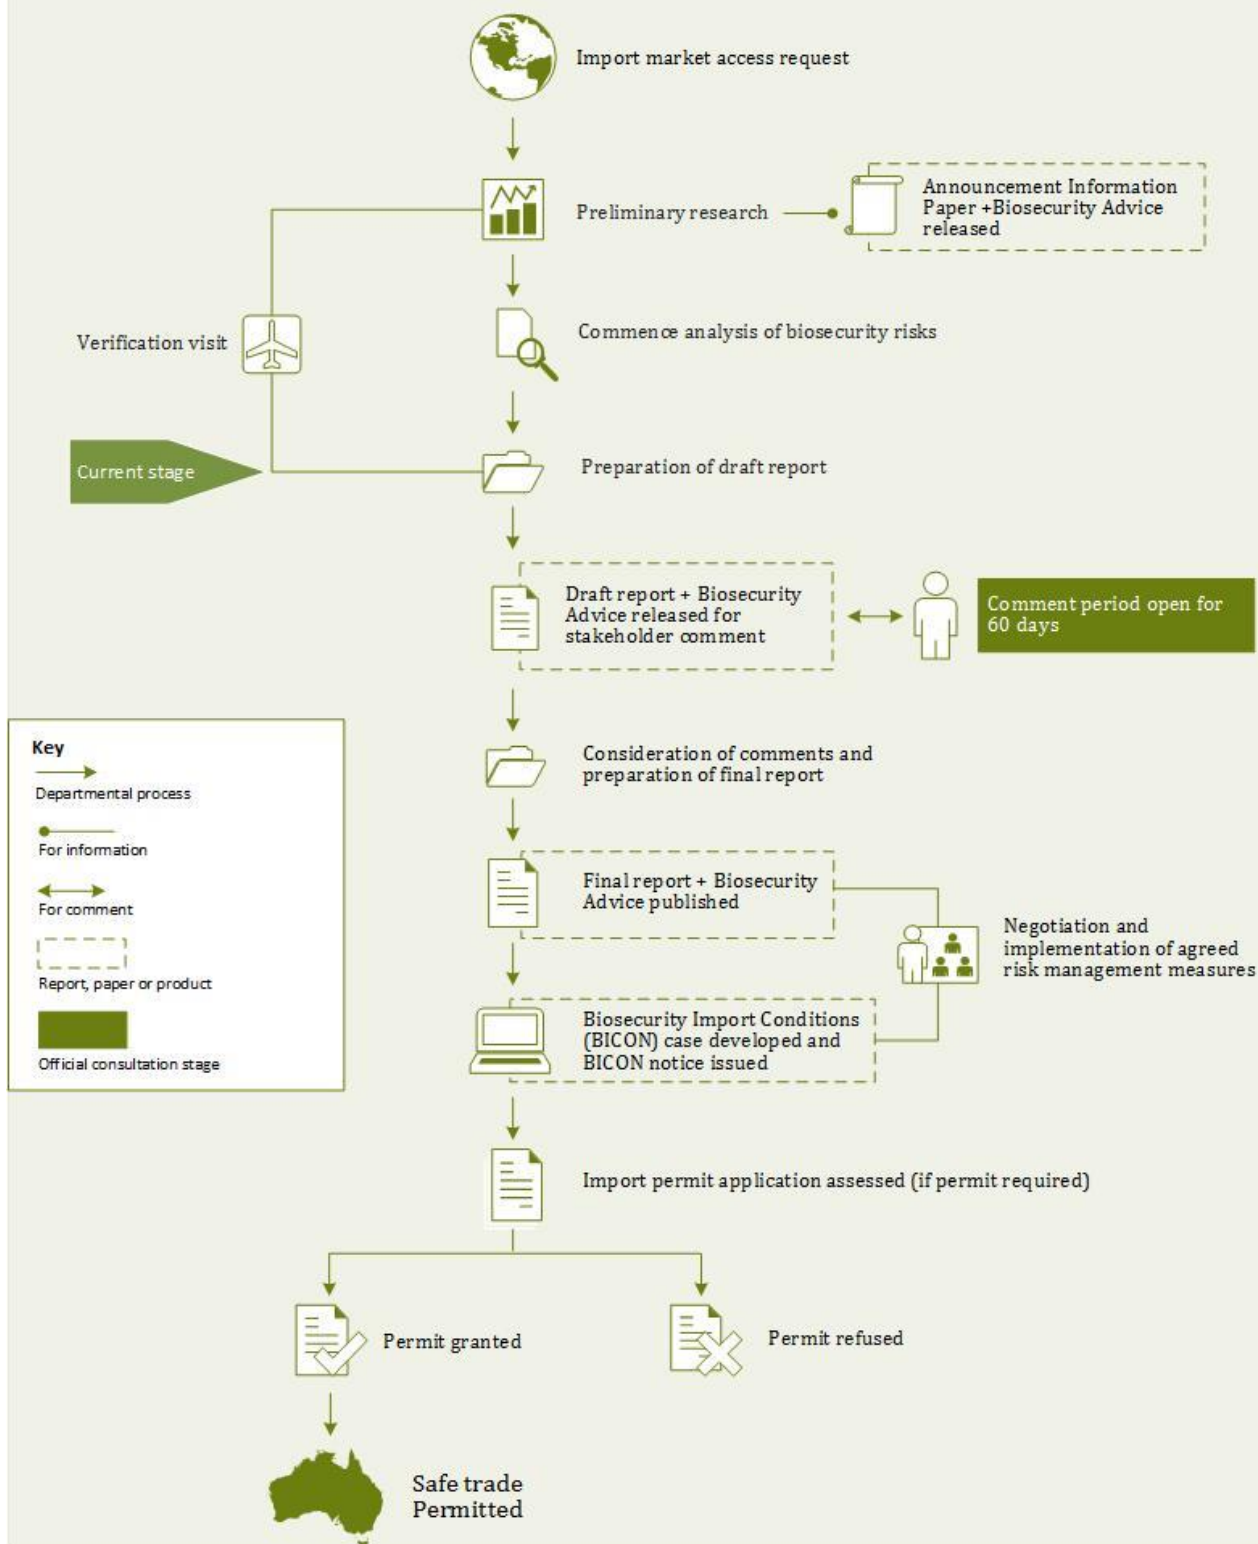 Import market access request
Preliminary research
Announcement Information
Paper +Biosecurity Advice
released
Verification visit
Commence analysis of biosecurity risks
Current stage
Preparation of draft report
Draft report + Biosecurity
Advice released for
stakeholder comment
Comment period open for
60 days
Key
Departmental process
For information
For comment
Report, paper or product
Official consultation stage
Consideration of comments and
preparation of final report
Final report + Biosecurity
Advice published
Negotiation and
implementation of agreed
risk management measures
Biosecurity Import Conditions
(BICON) case developed and
BICON notice issued
Import permit application assessed (if permit required)
Permit granted
Permit refused
Safe trade
Permitted